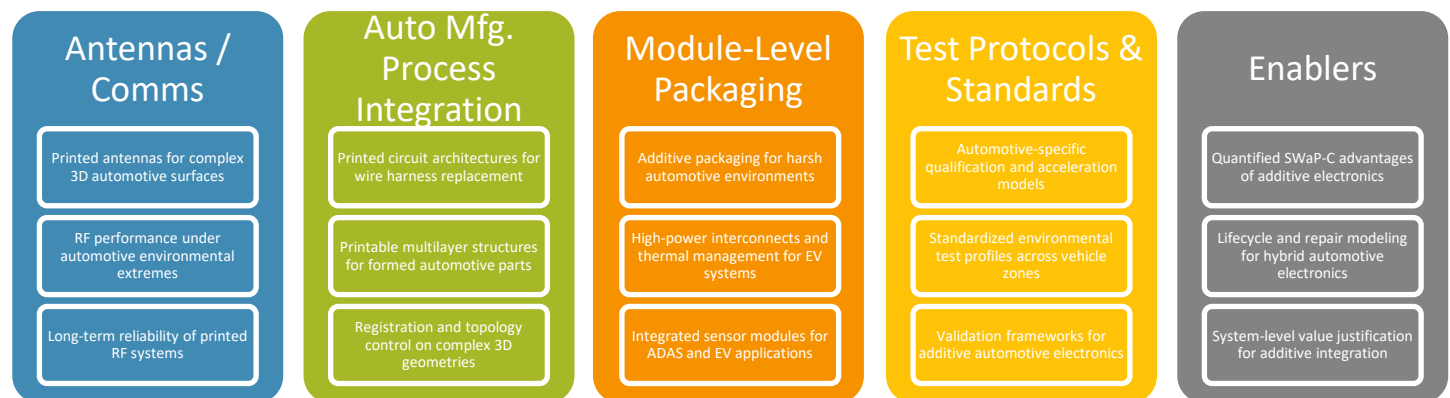 Antennas /
Comms
Printed antennas for complex
3D automotive surfaces
RF performance under
automotive environmental
extremes
Long-term reliability of printed
RF systems
Auto Mfg.
Process
Integration
Printed circuit architectures for
wire harness replacement
Printable multilayer structures
for formed automotive parts
Registration and topology
control on complex 3D
geometries
Module-Level
Packaging
Additive packaging for harsh
automotive environments
High-power interconnects and
thermal management for EV
systems
Integrated sensor modules for
ADAS and EV applications
Test Protocols &
Standards
Automotive-specific
qualification and acceleration
models
Standardized environmental
test profiles across vehicle
zones
Validation frameworks for
additive automotive electronics
Enablers
Quantified SWaP-C advantages
of additive electronics
Lifecycle and repair modeling
for hybrid automotive
electronics
System-level value justification
for additive integration